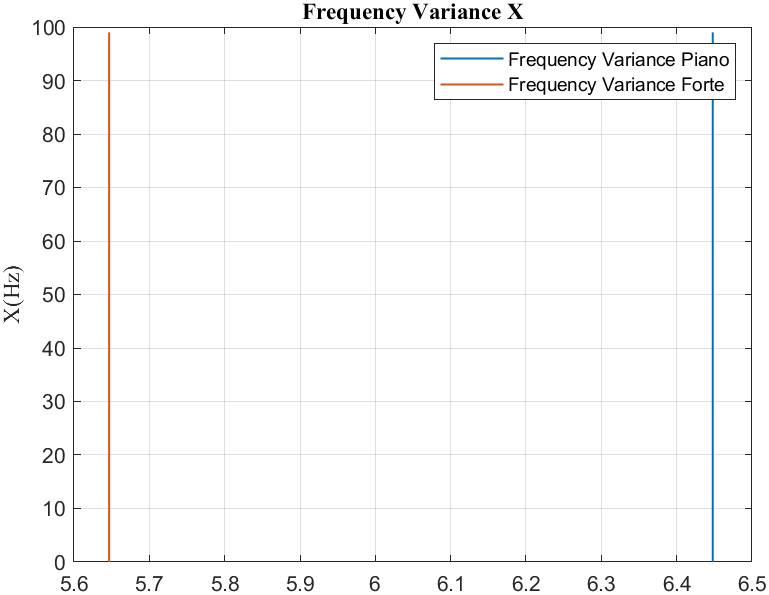 Frequency Variance X
Frequency Variance Piano
Frequency Variance Forte
100
90
80
70
60
50
40
30
20
10
0
X(Hz)
5.6 5.7 5.8 5.9 6 6.1 6.2 6.3 6.4 6.5